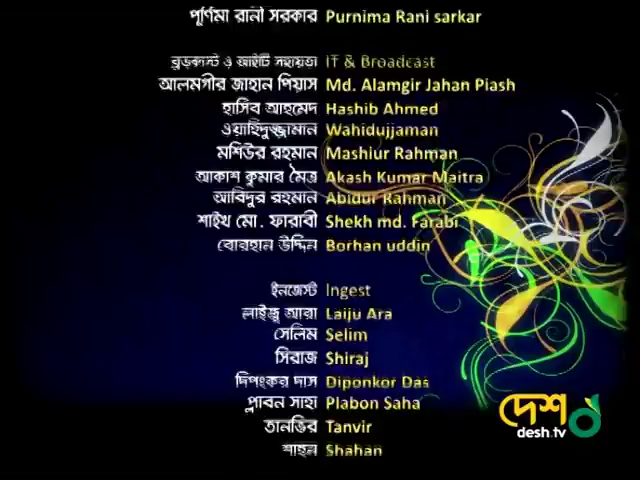 পূর্ণিমা রানী সরকার Purnima Rani sarkar
ব্রডকাস্ট ও আইটি সহায়তা IT & Broadcast
আলমগীর জাহান পিয়াস Md. Alamgir Jahan Piash
হাসিব আহমেদ Hashib Ahmed
ওয়াহিদুজ্জামান Wahidujjaman
মশিউর রহমান Mashiur Rahman
আকাশ কুমার মৈত্র Akash Kumar Maitra
আবিদুর রহমান Abidur Rahman
শাইখ মো. ফারাবী Shekh md. Farabi
বোরহান উদ্দিন Borhan uddin
ইনজেস্ট Ingest
লাইজু আরা Laiju Ara
সেলিম Selim
সিরাজ Shiraj
দিপংকর দাস Diponkor Das
প্লাবন সাহা Plabon Saha
তানভির Tanvir
শাহান Shahan
দেশ
desh.tv